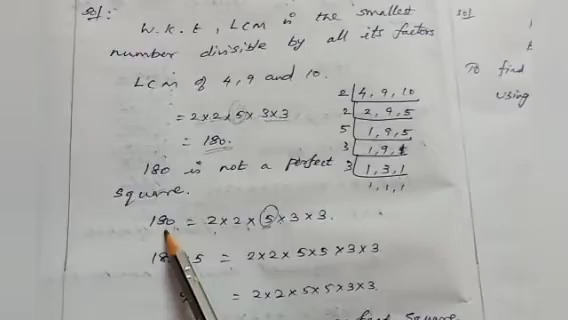 Sol:
W.K.t, LCM is the smallest
number divisible by all its factors
LCM of 4, 9 and 10.
= 2×2×5×3×3
= 180.
2 | 4, 9, 10
2 | 2, 9, 5
5 | 1, 9, 5
3 | 1, 9, 1
3 | 1, 3, 1
1, 1, 1
180 is not a perfect
square.
180 = 2×2×5×3×3.
5 = 2×2×5×5×3×3
= 2×2×5×5×3×3.
square
sol
To find
using